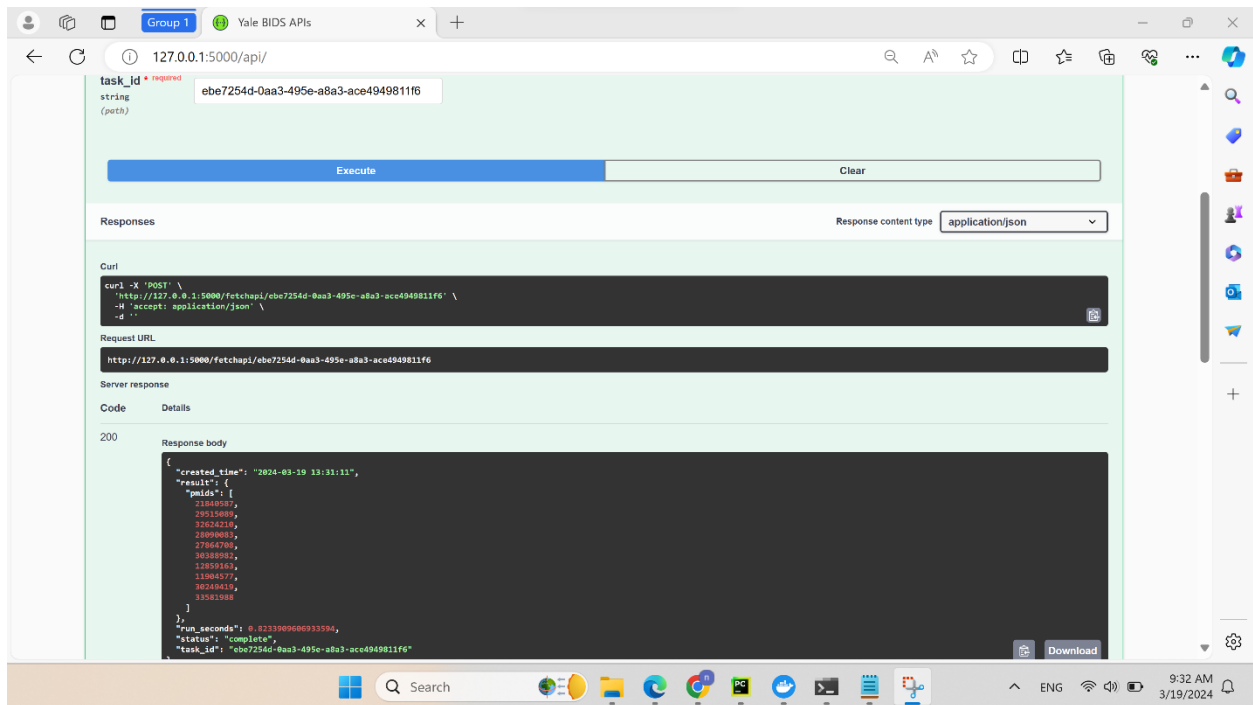 Group 1
Yale BIDS APIs
127.0.0.1:5000/api/
task_id * required
string
(path)
ebe7254d-0aa3-495e-a8a3-ace4949811f6
Execute
Clear
Responses
Response content type
application/json
Curl
curl -X 'POST' \
'http://127.0.0.1:5000/fetchapi/ebe7254d-0aa3-495e-a8a3-ace4949811f6' \
-H 'accept: application/json' \
-d ''
Request URL
http://127.0.0.1:5000/fetchapi/ebe7254d-0aa3-495e-a8a3-ace4949811f6
Server response
Code Details
200
Response body
{
"created_time": "2024-03-19 13:31:11",
"result": {
"pmids": [
21840587,
29515089,
32624210,
28090083,
27864708,
30388982,
12859163,
11904577,
30249419,
33581988
]
},
"run_seconds": 0.8233909606933594,
"status": "complete",
"task_id": "ebe7254d-0aa3-495e-a8a3-ace4949811f6"
Download
Search
ENG
9:32 AM
3/19/2024